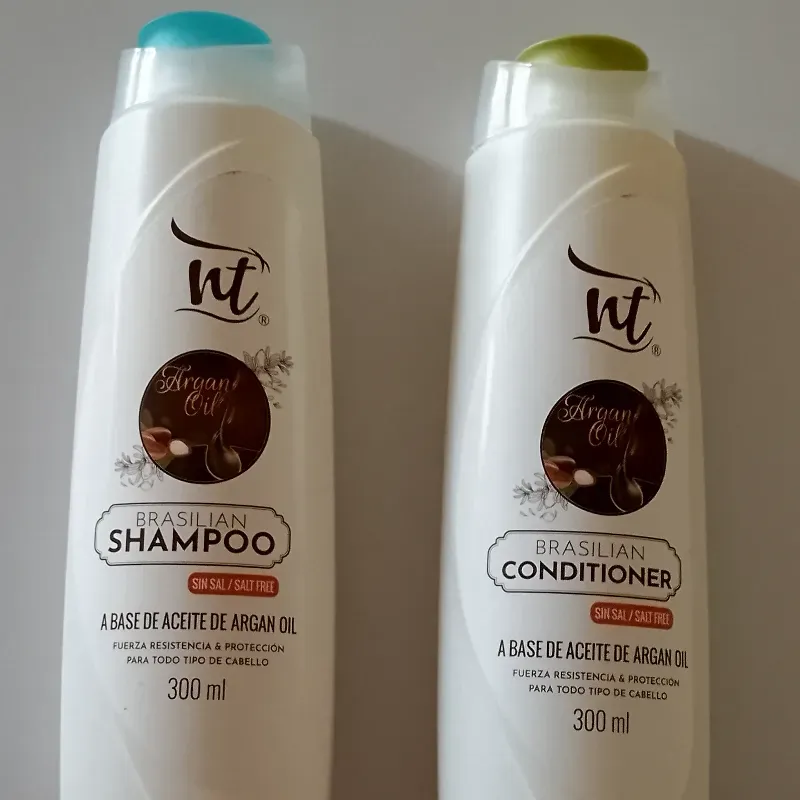 nt
®
Argan
Oil
BRASILIAN
SHAMPOO
SIN SAL / SALT FREE
A BASE DE ACEITE DE ARGAN OIL
FUERZA RESISTENCIA & PROTECCIÓN
PARA TODO TIPO DE CABELLO
300 ml
nt
®
Argan
Oil
BRASILIAN
CONDITIONER
SIN SAL / SALT FREE
A BASE DE ACEITE DE ARGAN OIL
FUERZA RESISTENCIA & PROTECCIÓN
PARA TODO TIPO DE CABELLO
300 ml